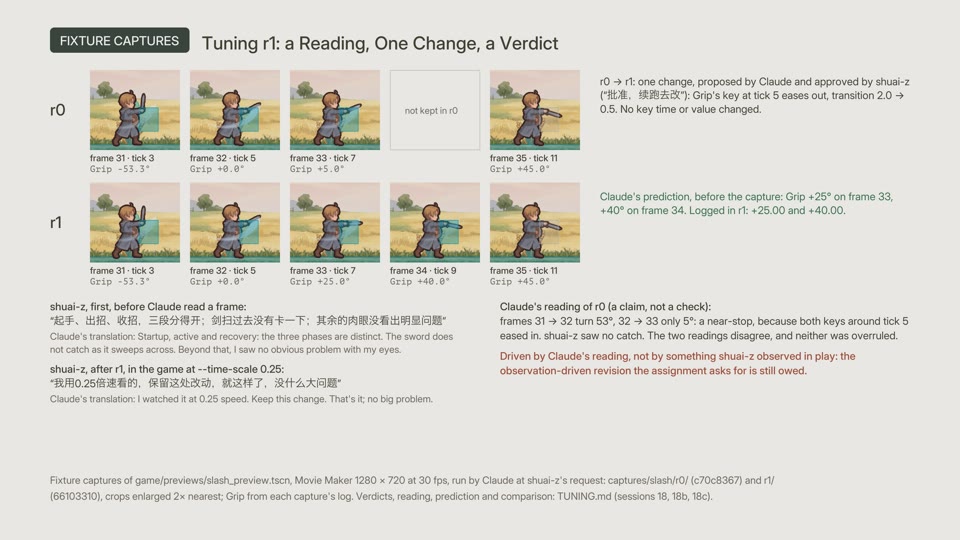 FIXTURE CAPTURES
Tuning r1: a Reading, One Change, a Verdict
r0
not kept in r0
frame 31 · tick 3
Grip -53.3°
frame 32 · tick 5
Grip +0.0°
frame 33 · tick 7
Grip +5.0°
frame 35 · tick 11
Grip +45.0°
r0 → r1: one change, proposed by Claude and approved by shuai-z
("批准，续跑去改"): Grip's key at tick 5 eases out, transition 2.0 →
0.5. No key time or value changed.
r1
frame 31 · tick 3
Grip -53.3°
frame 32 · tick 5
Grip +0.0°
frame 33 · tick 7
Grip +25.0°
frame 34 · tick 9
Grip +40.0°
frame 35 · tick 11
Grip +45.0°
Claude's prediction, before the capture: Grip +25° on frame 33,
+40° on frame 34. Logged in r1: +25.00 and +40.00.
shuai-z, first, before Claude read a frame:
"起手、出招、收招，三段分得开；剑扫过去没有卡一下；其余的肉眼没看出明显问题"
Claude's translation: Startup, active and recovery: the three phases are distinct. The sword does
not catch as it sweeps across. Beyond that, I saw no obvious problem with my eyes.
shuai-z, after r1, in the game at --time-scale 0.25:
"我用0.25倍速看的，保留这处改动，就这样了，没什么大问题"
Claude's translation: I watched it at 0.25 speed. Keep this change. That's it; no big problem.
Claude's reading of r0 (a claim, not a check):
frames 31 → 32 turn 53°, 32 → 33 only 5°: a near-stop, because both keys around tick 5
eased in. shuai-z saw no catch. The two readings disagree, and neither was overruled.
Driven by Claude's reading, not by something shuai-z observed in play: the
observation-driven revision the assignment asks for is still owed.
Fixture captures of game/previews/slash_preview.tscn, Movie Maker 1280 × 720 at 30 fps, run by Claude at shuai-z's request: captures/slash/r0/ (c70c8367) and r1/
(66103310), crops enlarged 2× nearest; Grip from each capture's log. Verdicts, reading, prediction and comparison: TUNING.md (sessions 18, 18b, 18c).